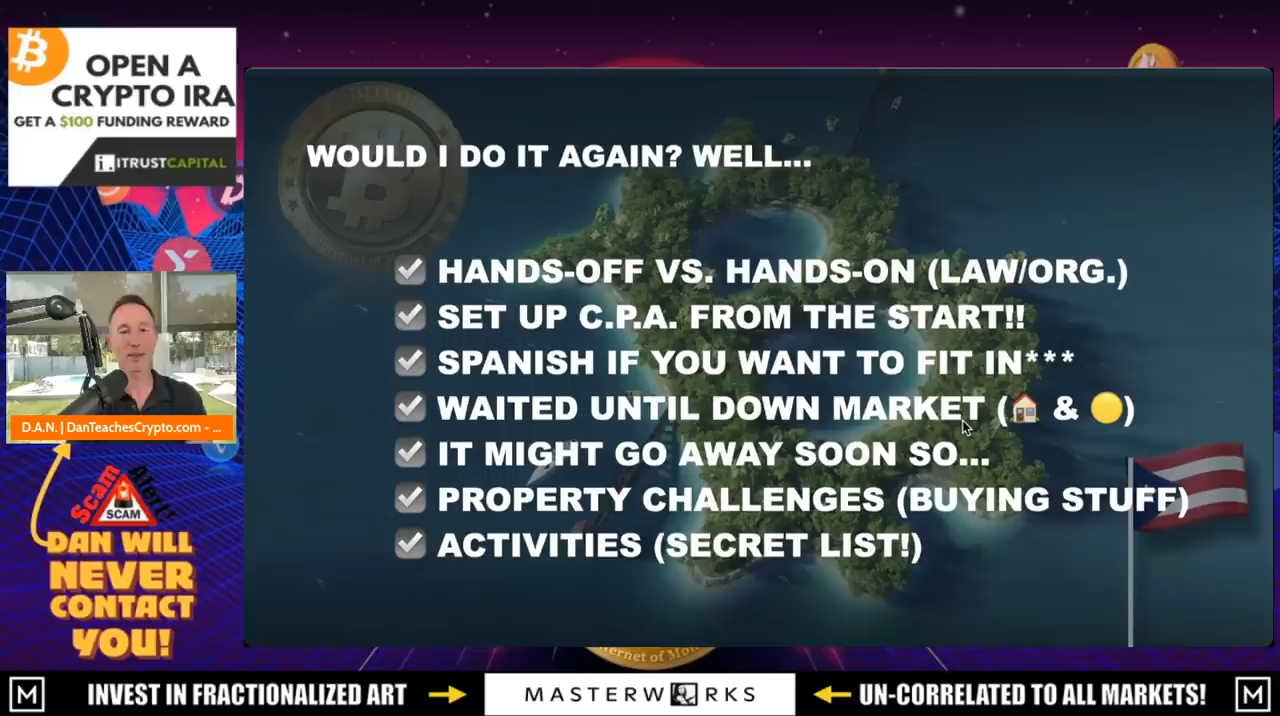 OPEN A
CRYPTO IRA
GET A $100 FUNDING REWARD
ITRUSTCAPITAL
WOULD I DO IT AGAIN? WELL...
HANDS-OFF VS. HANDS-ON (LAW/ORG.)
SET UP C.P.A. FROM THE START!!
SPANISH IF YOU WANT TO FIT IN***
WAITED UNTIL DOWN MARKET (🏠 & 🟡)
IT MIGHT GO AWAY SOON SO...
PROPERTY CHALLENGES (BUYING STUFF)
ACTIVITIES (SECRET LIST!)
D.A.N. | DanTeachesCrypto.com - ...
Scam Alert!!
SCAM
DAN WILL
NEVER
CONTACT
YOU!
M
INVEST IN FRACTIONALIZED ART
MASTERWORKS
UN-CORRELATED TO ALL MARKETS!
M